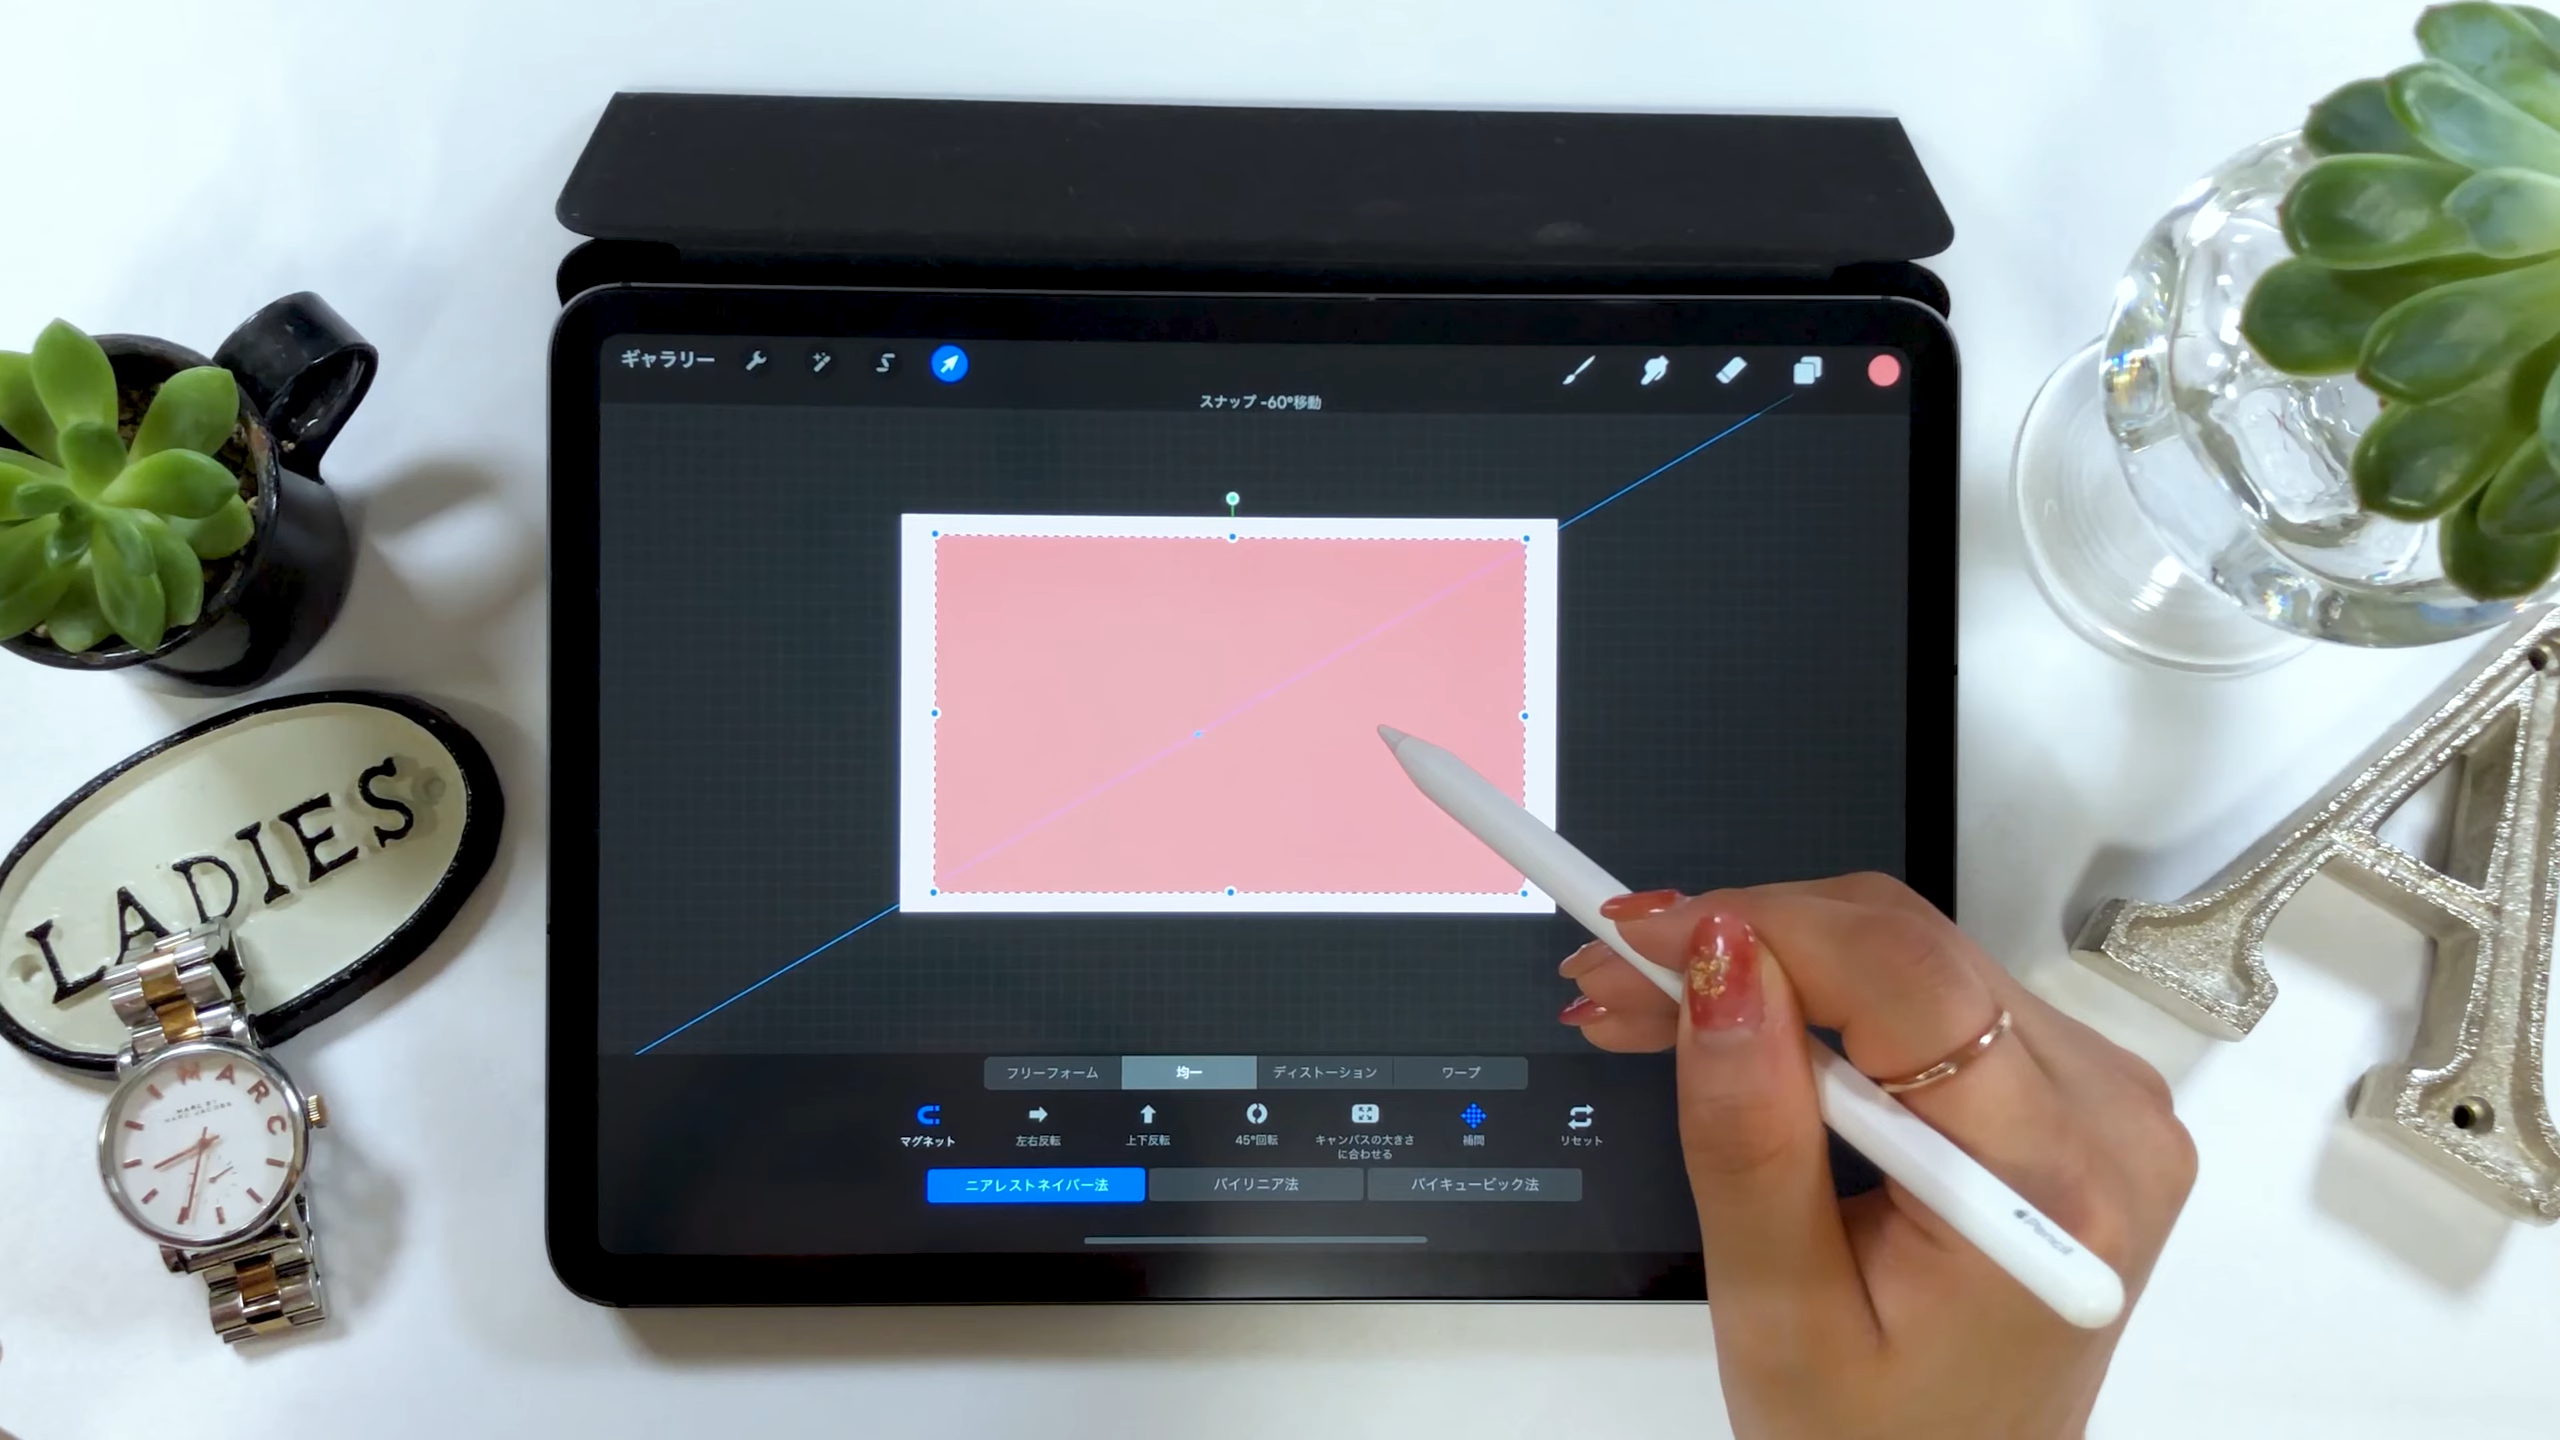 ギャラリー
スナップ -60°移動
LADIES
MARC
MARC BY
MARC JACOBS
フリーフォーム 均一 ディストーション ワープ
マグネット 左右反転 上下反転 45°回転 キャンバスの大きさ に合わせる 補間 リセット
ニアレストネイバー法 バイリニア法 バイキュービック法
Pencil
A